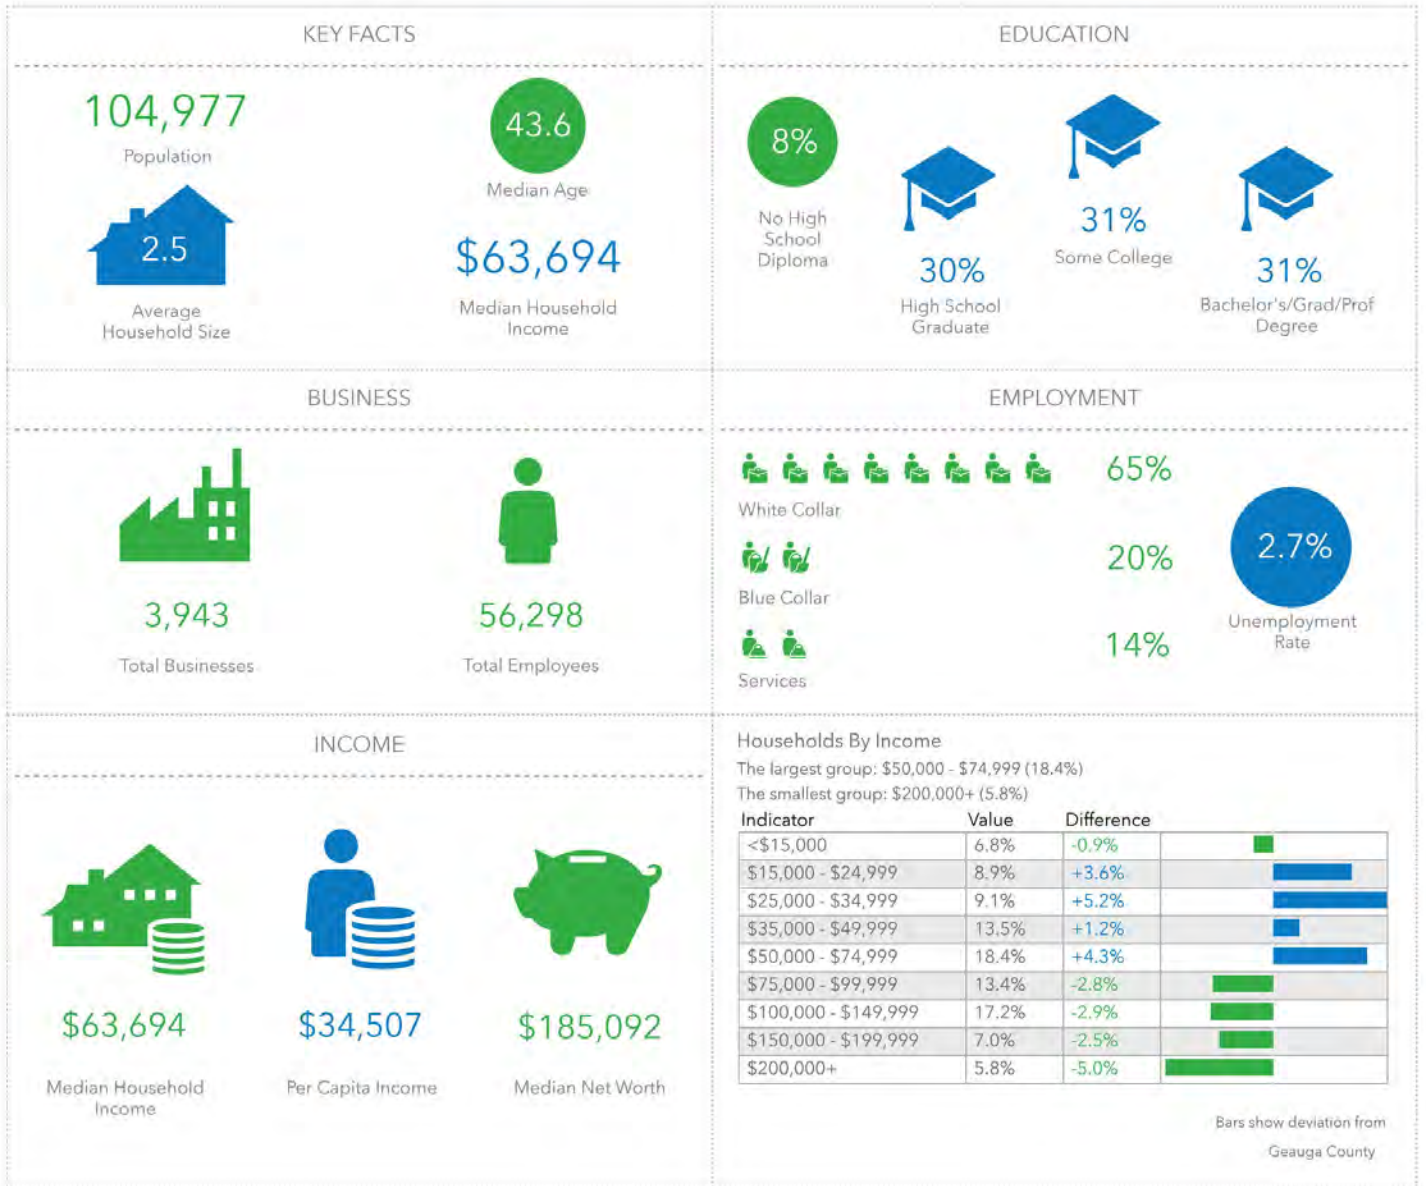 KEY FACTS
104,977
Population
43.6
Median Age
2.5
Average
Household Size
$63,694
Median Household
Income
EDUCATION
8%
No High
School
Diploma
30%
High School
Graduate
31%
Some College
31%
Bachelor's/Grad/Prof
Degree
BUSINESS
3,943
Total Businesses
56,298
Total Employees
EMPLOYMENT
65%
White Collar
20%
Blue Collar
14%
Services
2.7%
Unemployment
Rate
INCOME
$63,694
Median Household
Income
$34,507
Per Capita Income
$185,092
Median Net Worth
Households By Income
The largest group: $50,000 - $74,999 (18.4%)
The smallest group: $200,000+ (5.8%)
Indicator Value Difference
<$15,000 6.8% -0.9%
$15,000 - $24,999 8.9% +3.6%
$25,000 - $34,999 9.1% +5.2%
$35,000 - $49,999 13.5% +1.2%
$50,000 - $74,999 18.4% +4.3%
$75,000 - $99,999 13.4% -2.8%
$100,000 - $149,999 17.2% -2.9%
$150,000 - $199,999 7.0% -2.5%
$200,000+ 5.8% -5.0%
Bars show deviation from
Geauga County